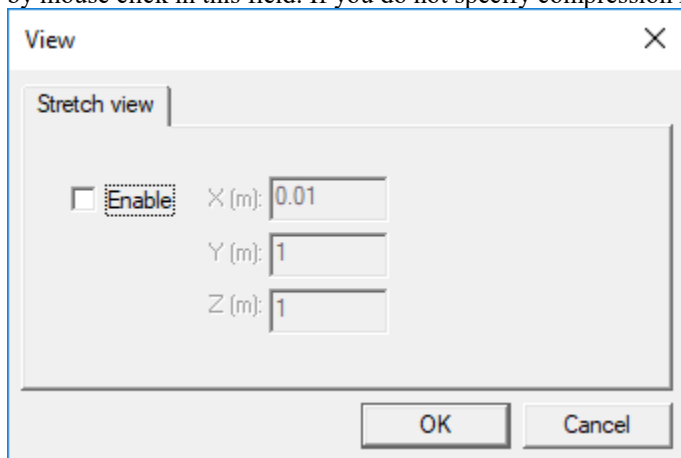 by mouse click in this field. If you do not specify compression
View
Stretch view
Enable
X (m): 0.01
Y (m): 1
Z (m): 1
OK Cancel